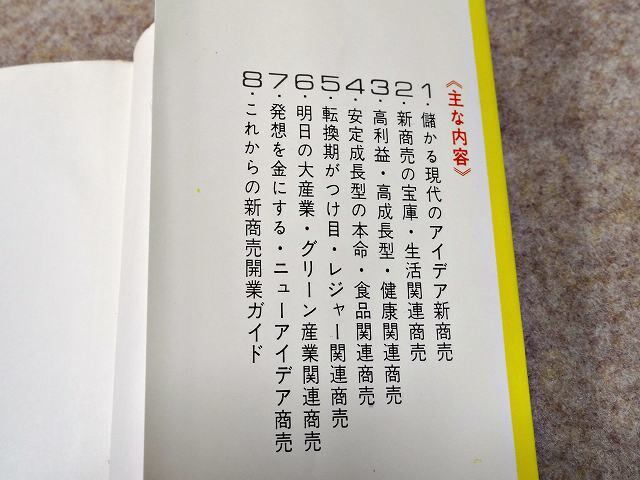 《主な内容》
1・儲かる現代のアイデア新商売
2・新商売の宝庫・生活関連商売
3・高利益・高成長型・健康関連商売
4・安定成長型の本命・食品関連商売
5・転換期がつけ目・レジャー関連商売
6・明日の大産業・グリーン産業関連商売
7・発想を金にする・ニューアイデア商売
8・これからの新商売開業ガイド